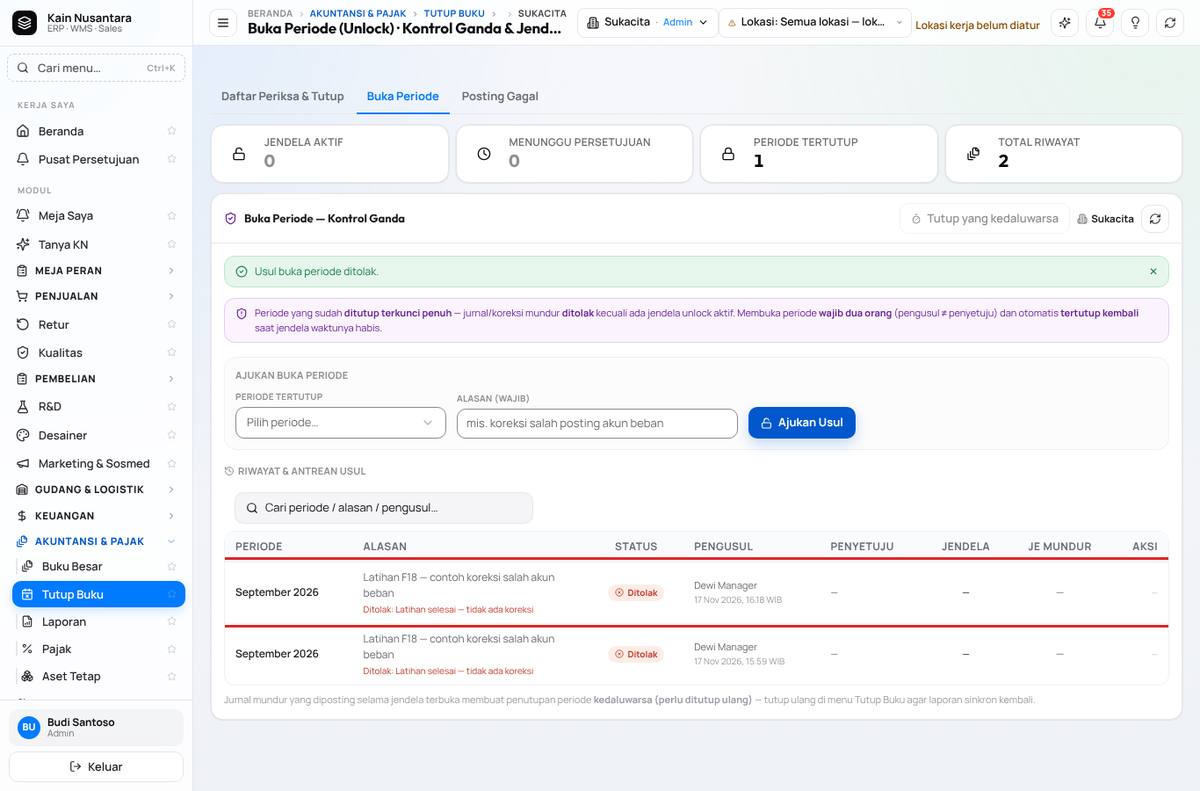 Kain Nusantara
ERP · WMS · Sales
Cari menu...
Ctrl+K
KERJA SAYA
Beranda
Pusat Persetujuan
MODUL
Meja Saya
Tanya KN
MEJA PERAN
PENJUALAN
Retur
Kualitas
PEMBELIAN
R&D
Desainer
Marketing & Sosmed
GUDANG & LOGISTIK
KEUANGAN
AKUNTANSI & PAJAK
Buku Besar
Tutup Buku
Laporan
Pajak
Aset Tetap
BU
Budi Santoso
Admin
Keluar
BERANDA > AKUNTANSI & PAJAK > TUTUP BUKU > > SUKACITA
Buka Periode (Unlock) · Kontrol Ganda & Jend...
Sukacita · Admin
Lokasi: Semua lokasi — lok...
Lokasi kerja belum diatur
35
Daftar Periksa & Tutup
Buka Periode
Posting Gagal
JENDELA AKTIF
0
MENUNGGU PERSETUJUAN
0
PERIODE TERTUTUP
1
TOTAL RIWAYAT
2
Buka Periode — Kontrol Ganda
Tutup yang kedaluwarsa
Sukacita
Usul buka periode ditolak.
Periode yang sudah ditutup terkunci penuh — jurnal/koreksi mundur ditolak kecuali ada jendela unlock aktif. Membuka periode wajib dua orang (pengusul ≠ penyetuju) dan otomatis tertutup kembali
saat jendela waktunya habis.
AJUKAN BUKA PERIODE
PERIODE TERTUTUP
Pilih periode...
ALASAN (WAJIB)
mis. koreksi salah posting akun beban
Ajukan Usul
RIWAYAT & ANTREAN USUL
Cari periode / alasan / pengusul...
PERIODE ALASAN STATUS PENGUSUL PENYETUJU JENDELA JE MUNDUR AKSI
September 2026
Latihan F18 — contoh koreksi salah akun
beban
Ditolak: Latihan selesai — tidak ada koreksi
Ditolak
Dewi Manager
17 Nov 2026, 16.18 WIB
— — — —
September 2026
Latihan F18 — contoh koreksi salah akun
beban
Ditolak: Latihan selesai — tidak ada koreksi
Ditolak
Dewi Manager
17 Nov 2026, 15.59 WIB
— — — —
Jurnal mundur yang diposting selama jendela terbuka membuat penutupan periode kedaluwarsa (perlu ditutup ulang) — tutup ulang di menu Tutup Buku agar laporan sinkron kembali.